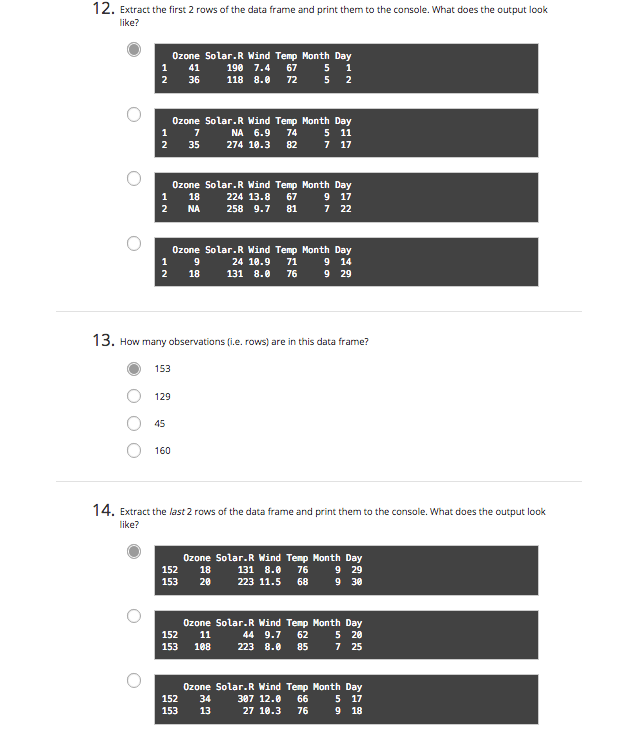 12. Extract the first 2 rows of the data frame and print them to the console. What does the output look
like?
Ozone Solar.R Wind Temp Month Day
1 41 190 7.4 67 5 1
2 36 118 8.0 72 5 2
Ozone Solar.R Wind Temp Month Day
1 7 NA 6.9 74 5 11
2 35 274 10.3 82 7 17
Ozone Solar.R Wind Temp Month Day
1 18 224 13.8 67 9 17
2 NA 258 9.7 81 7 22
Ozone Solar.R Wind Temp Month Day
1 9 24 10.9 71 9 14
2 18 131 8.0 76 9 29
13. How many observations (i.e. rows) are in this data frame?
153
129
45
160
14. Extract the last 2 rows of the data frame and print them to the console. What does the output look
like?
Ozone Solar.R Wind Temp Month Day
152 18 131 8.0 76 9 29
153 20 223 11.5 68 9 30
Ozone Solar.R Wind Temp Month Day
152 11 44 9.7 62 5 20
153 108 223 8.0 85 7 25
Ozone Solar.R Wind Temp Month Day
152 34 307 12.0 66 5 17
153 13 27 10.3 76 9 18